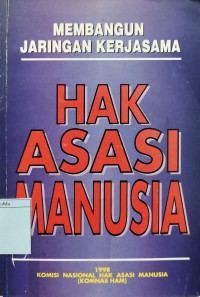 MEMBANGUN
JARINGAN KERJASAMA
HAK
ASASI
MANUSIA
1998
KOMISI NASIONAL HAK ASASI MANUSIA
(KOMNAS HAM)